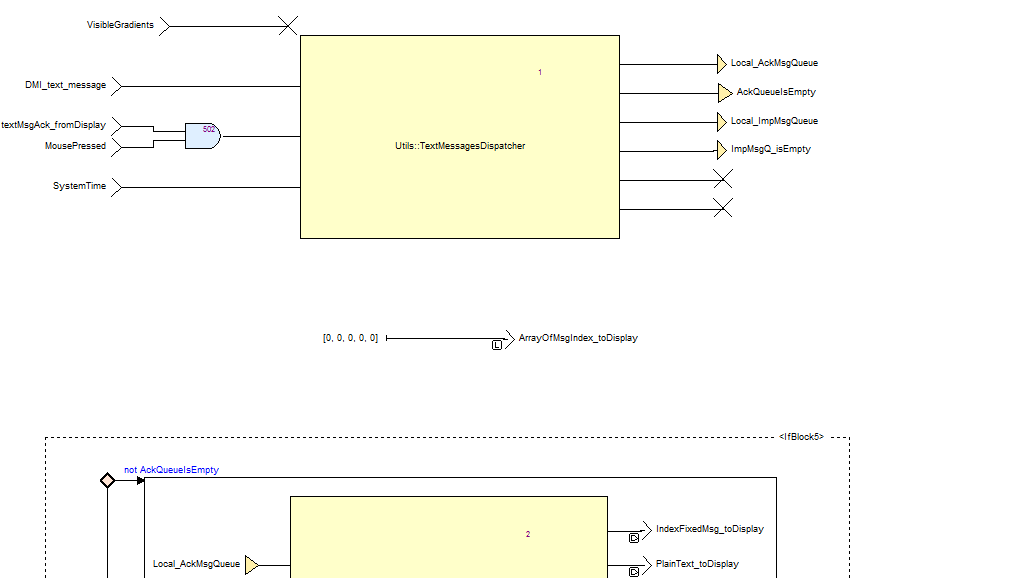 VisibleGradients
1
Local_AckMsgQueue
DMI_text_message
AckQueueIsEmpty
textMsgAck_fromDisplay
502
Local_ImpMsgQueue
MousePressed
Utils::TextMessagesDispatcher
ImpMsgQ_isEmpty
SystemTime
[0, 0, 0, 0, 0]
L
ArrayOfMsgIndex_toDisplay
<IfBlock5>
not AckQueueIsEmpty
2
IndexFixedMsg_toDisplay
D
Local_AckMsgQueue
PlainText_toDisplay
D